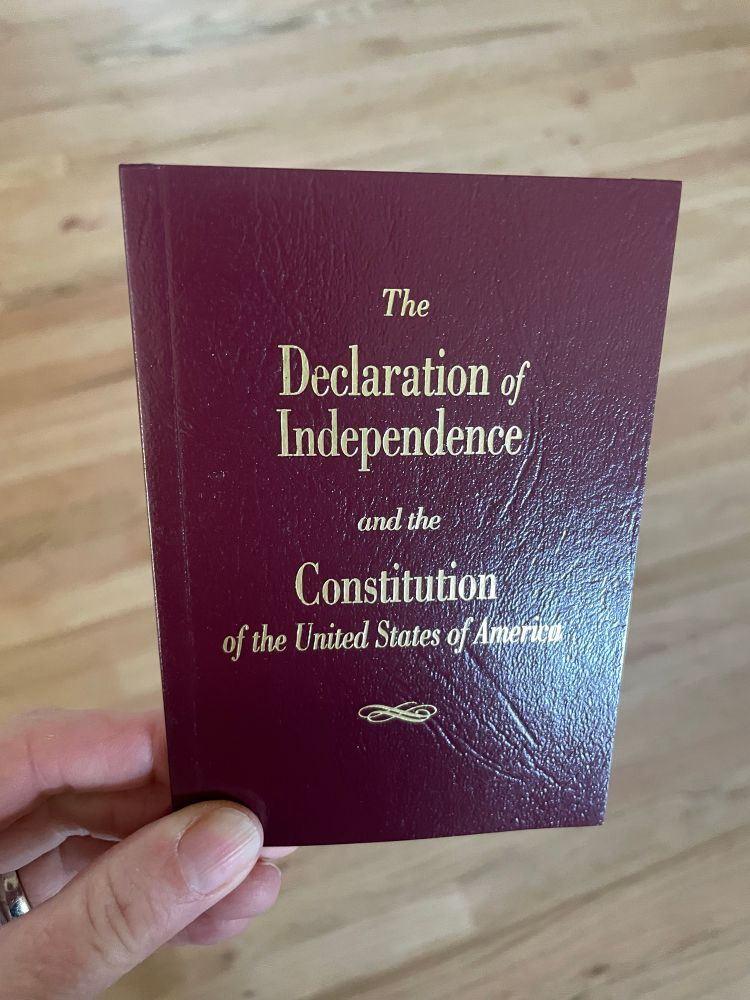 The
Declaration of
Independence
and the
Constitution
of the United States of America